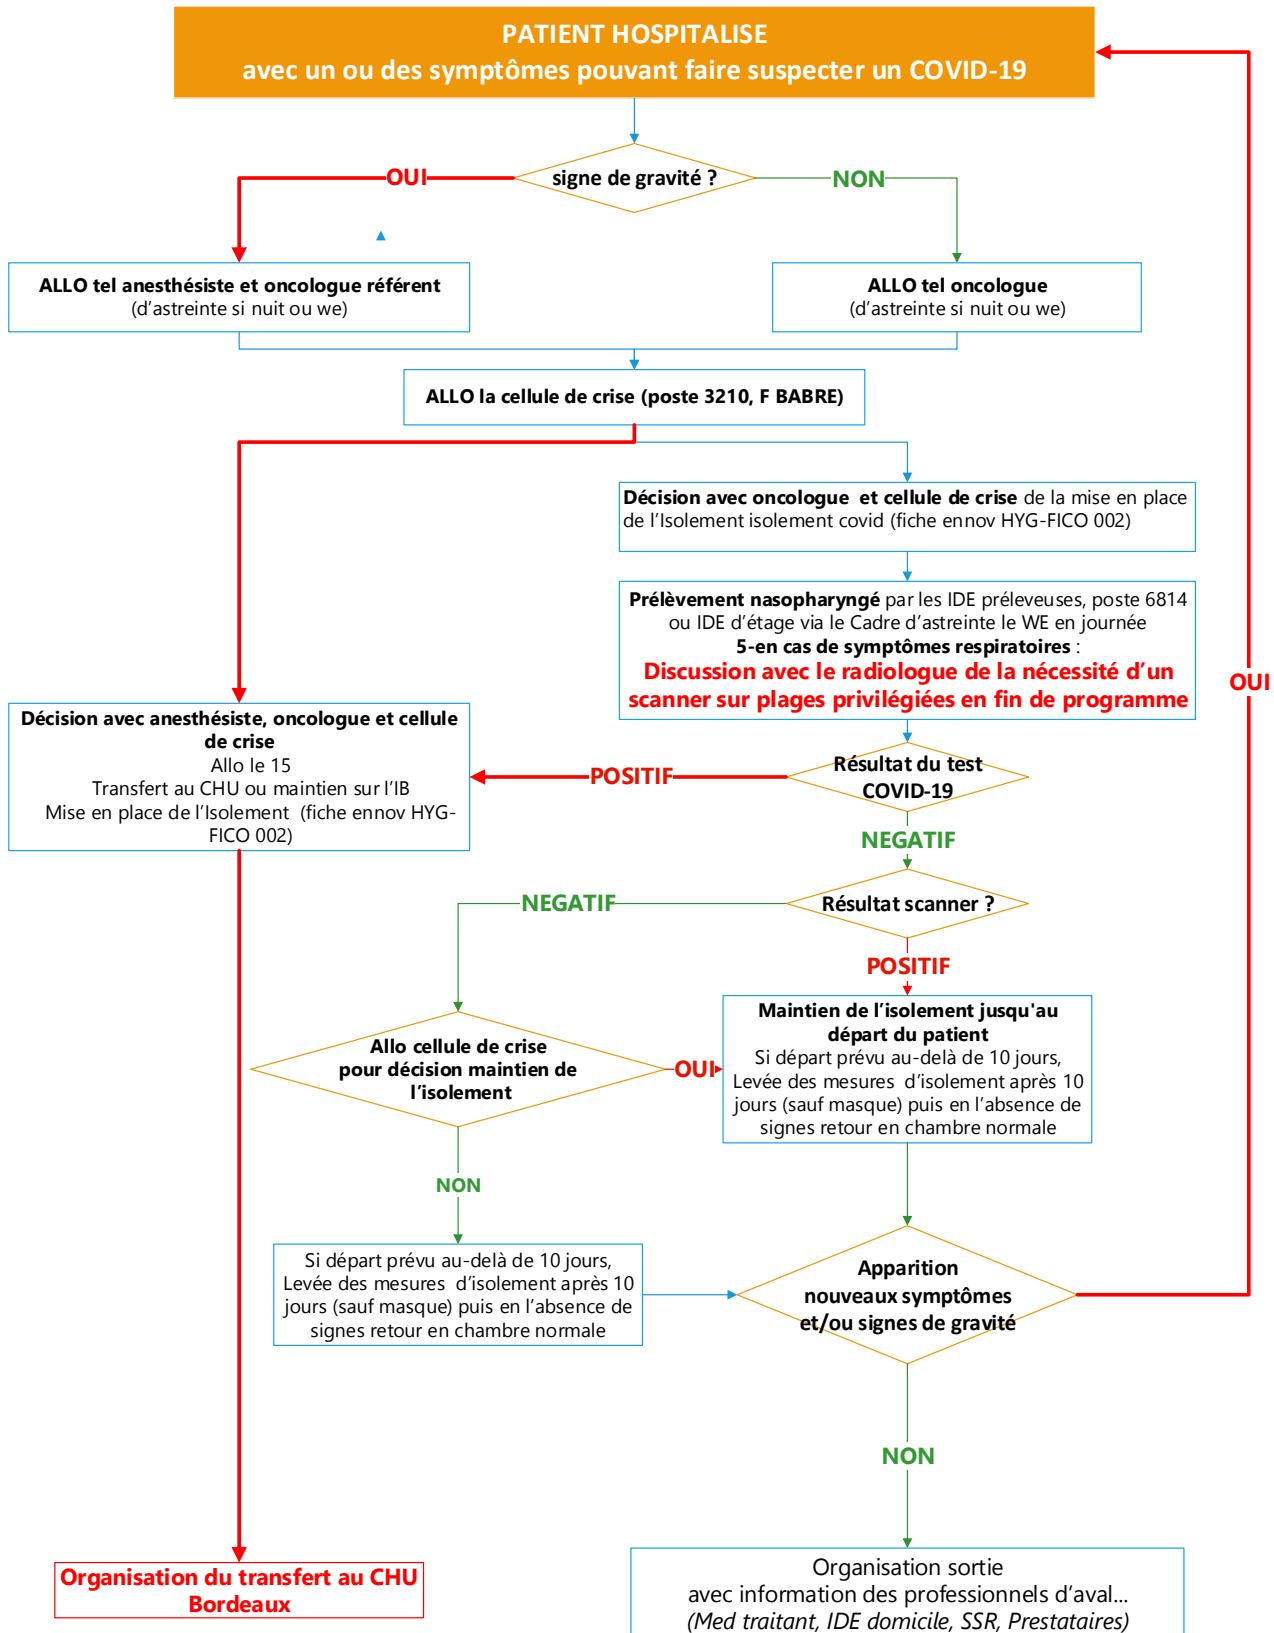 PATIENT HOSPITALISE
avec un ou des symptômes pouvant faire suspecter un COVID-19
signe de gravité ?
OUI
NON
ALLO tel anesthésiste et oncologue référent
(d'astreinte si nuit ou we)
ALLO tel oncologue
(d'astreinte si nuit ou we)
ALLO la cellule de crise (poste 3210, F BABRE)
Décision avec oncologue et cellule de crise de la mise en place
de l'Isolement isolement covid (fiche ennov HYG-FICO 002)
Prélèvement nasopharyngé par les IDE préleveuses, poste 6814
ou IDE d'étage via le Cadre d'astreinte le WE en journée
5-en cas de symptômes respiratoires :
Discussion avec le radiologue de la nécessité d'un
scanner sur plages privilégiées en fin de programme
OUI
Décision avec anesthésiste, oncologue et cellule
de crise
Allo le 15
Transfert au CHU ou maintien sur l'IB
Mise en place de l'Isolement (fiche ennov HYG-
FICO 002)
POSITIF
Résultat du test
COVID-19
NEGATIF
Résultat scanner ?
NEGATIF
POSITIF
Allo cellule de crise
pour décision maintien de
l'isolement
OUI
Maintien de l'isolement jusqu'au
départ du patient
Si départ prévu au-delà de 10 jours,
Levée des mesures d'isolement après 10
jours (sauf masque) puis en l'absence de
signes retour en chambre normale
NON
Si départ prévu au-delà de 10 jours,
Levée des mesures d'isolement après 10
jours (sauf masque) puis en l'absence de
signes retour en chambre normale
Apparition
nouveaux symptômes
et/ou signes de gravité
NON
Organisation du transfert au CHU
Bordeaux
Organisation sortie
avec information des professionnels d'aval...
(Med traitant, IDE domicile, SSR, Prestataires)